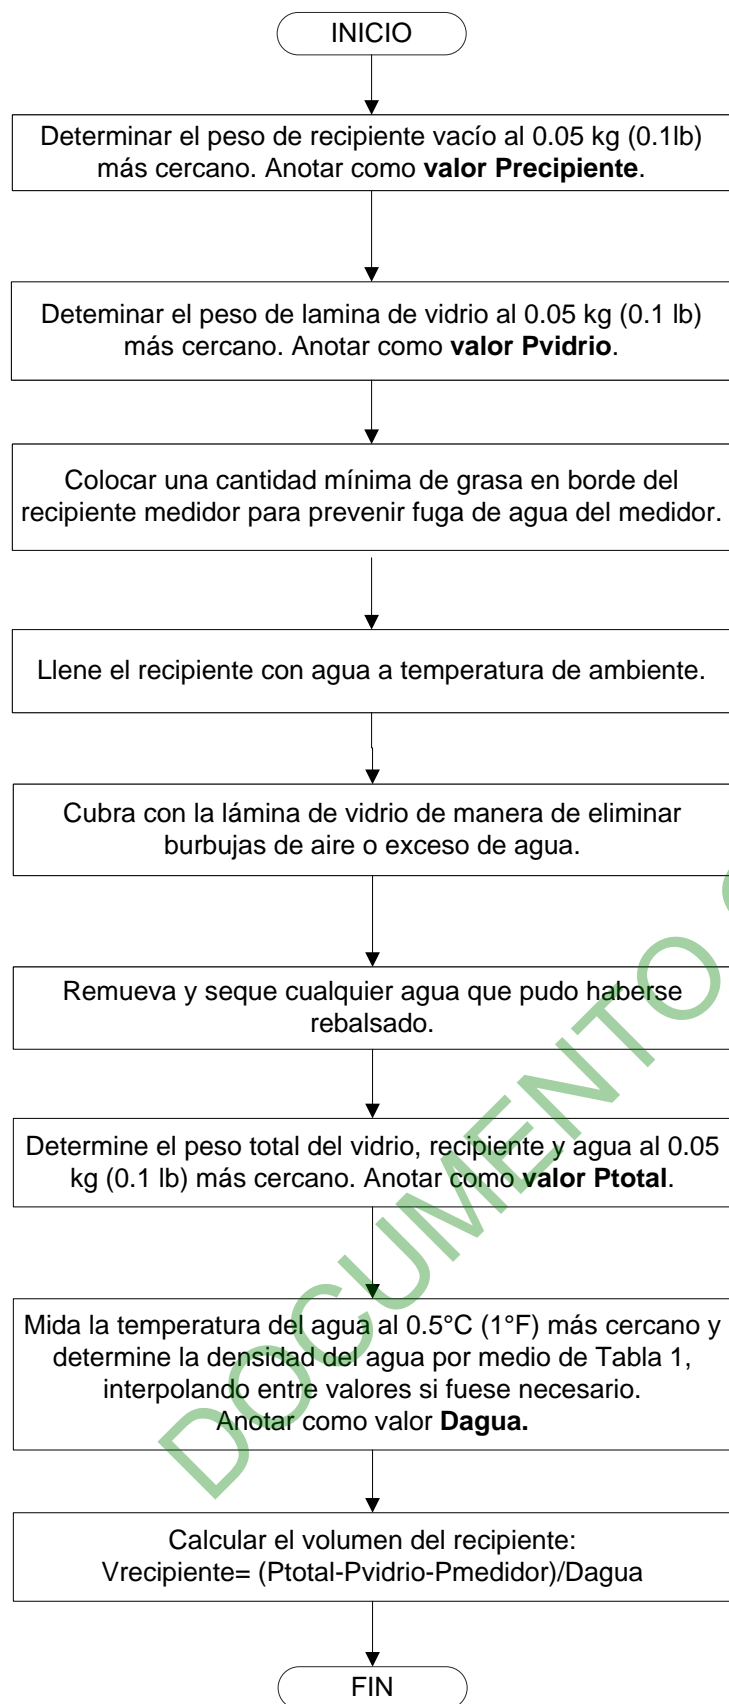 INICIO
Determinar el peso de recipiente vacío al 0.05 kg (0.1lb)
más cercano. Anotar como valor Precipiente.
Deteminar el peso de lamina de vidrio al 0.05 kg (0.1 lb)
más cercano. Anotar como valor Pvidrio.
Colocar una cantidad mínima de grasa en borde del
recipiente medidor para prevenir fuga de agua del medidor.
Llene el recipiente con agua a temperatura de ambiente.
Cubra con la lámina de vidrio de manera de eliminar
burbujas de aire o exceso de agua.
Remueva y seque cualquier agua que pudo haberse
rebalsado.
Determine el peso total del vidrio, recipiente y agua al 0.05
kg (0.1 lb) más cercano. Anotar como valor Ptotal.
Mida la temperatura del agua al 0.5°C (1°F) más cercano y
determine la densidad del agua por medio de Tabla 1,
interpolando entre valores si fuese necesario.
Anotar como valor Dagua.
Calcular el volumen del recipiente:
Vrecipiente= (Ptotal-Pvidrio-Pmedidor)/Dagua
FIN
DOCUMENTO